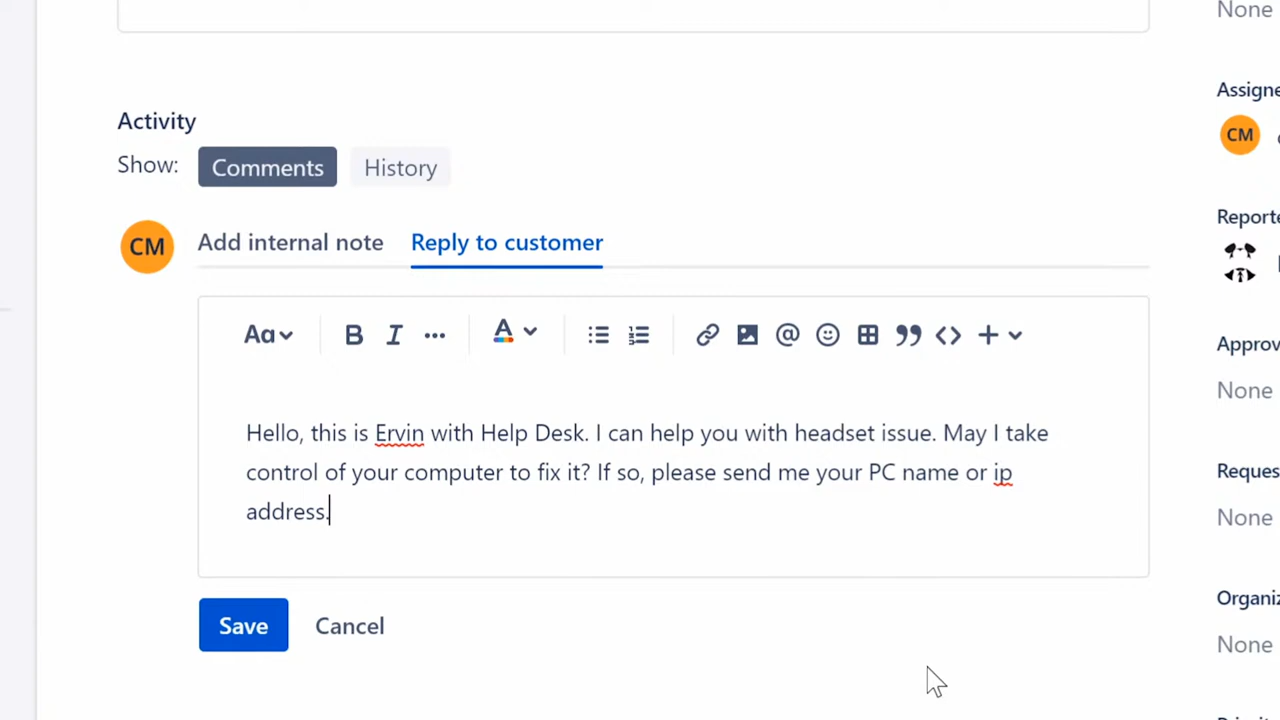 None
Activity
Show: Comments History
CM Add internal note Reply to customer
Aa B I A
Hello, this is Ervin with Help Desk. I can help you with headset issue. May I take
control of your computer to fix it? If so, please send me your PC name or ip
address.
Save Cancel
Assigne
CM
Reporte
Approv
None
Reques
None
Organiz
None